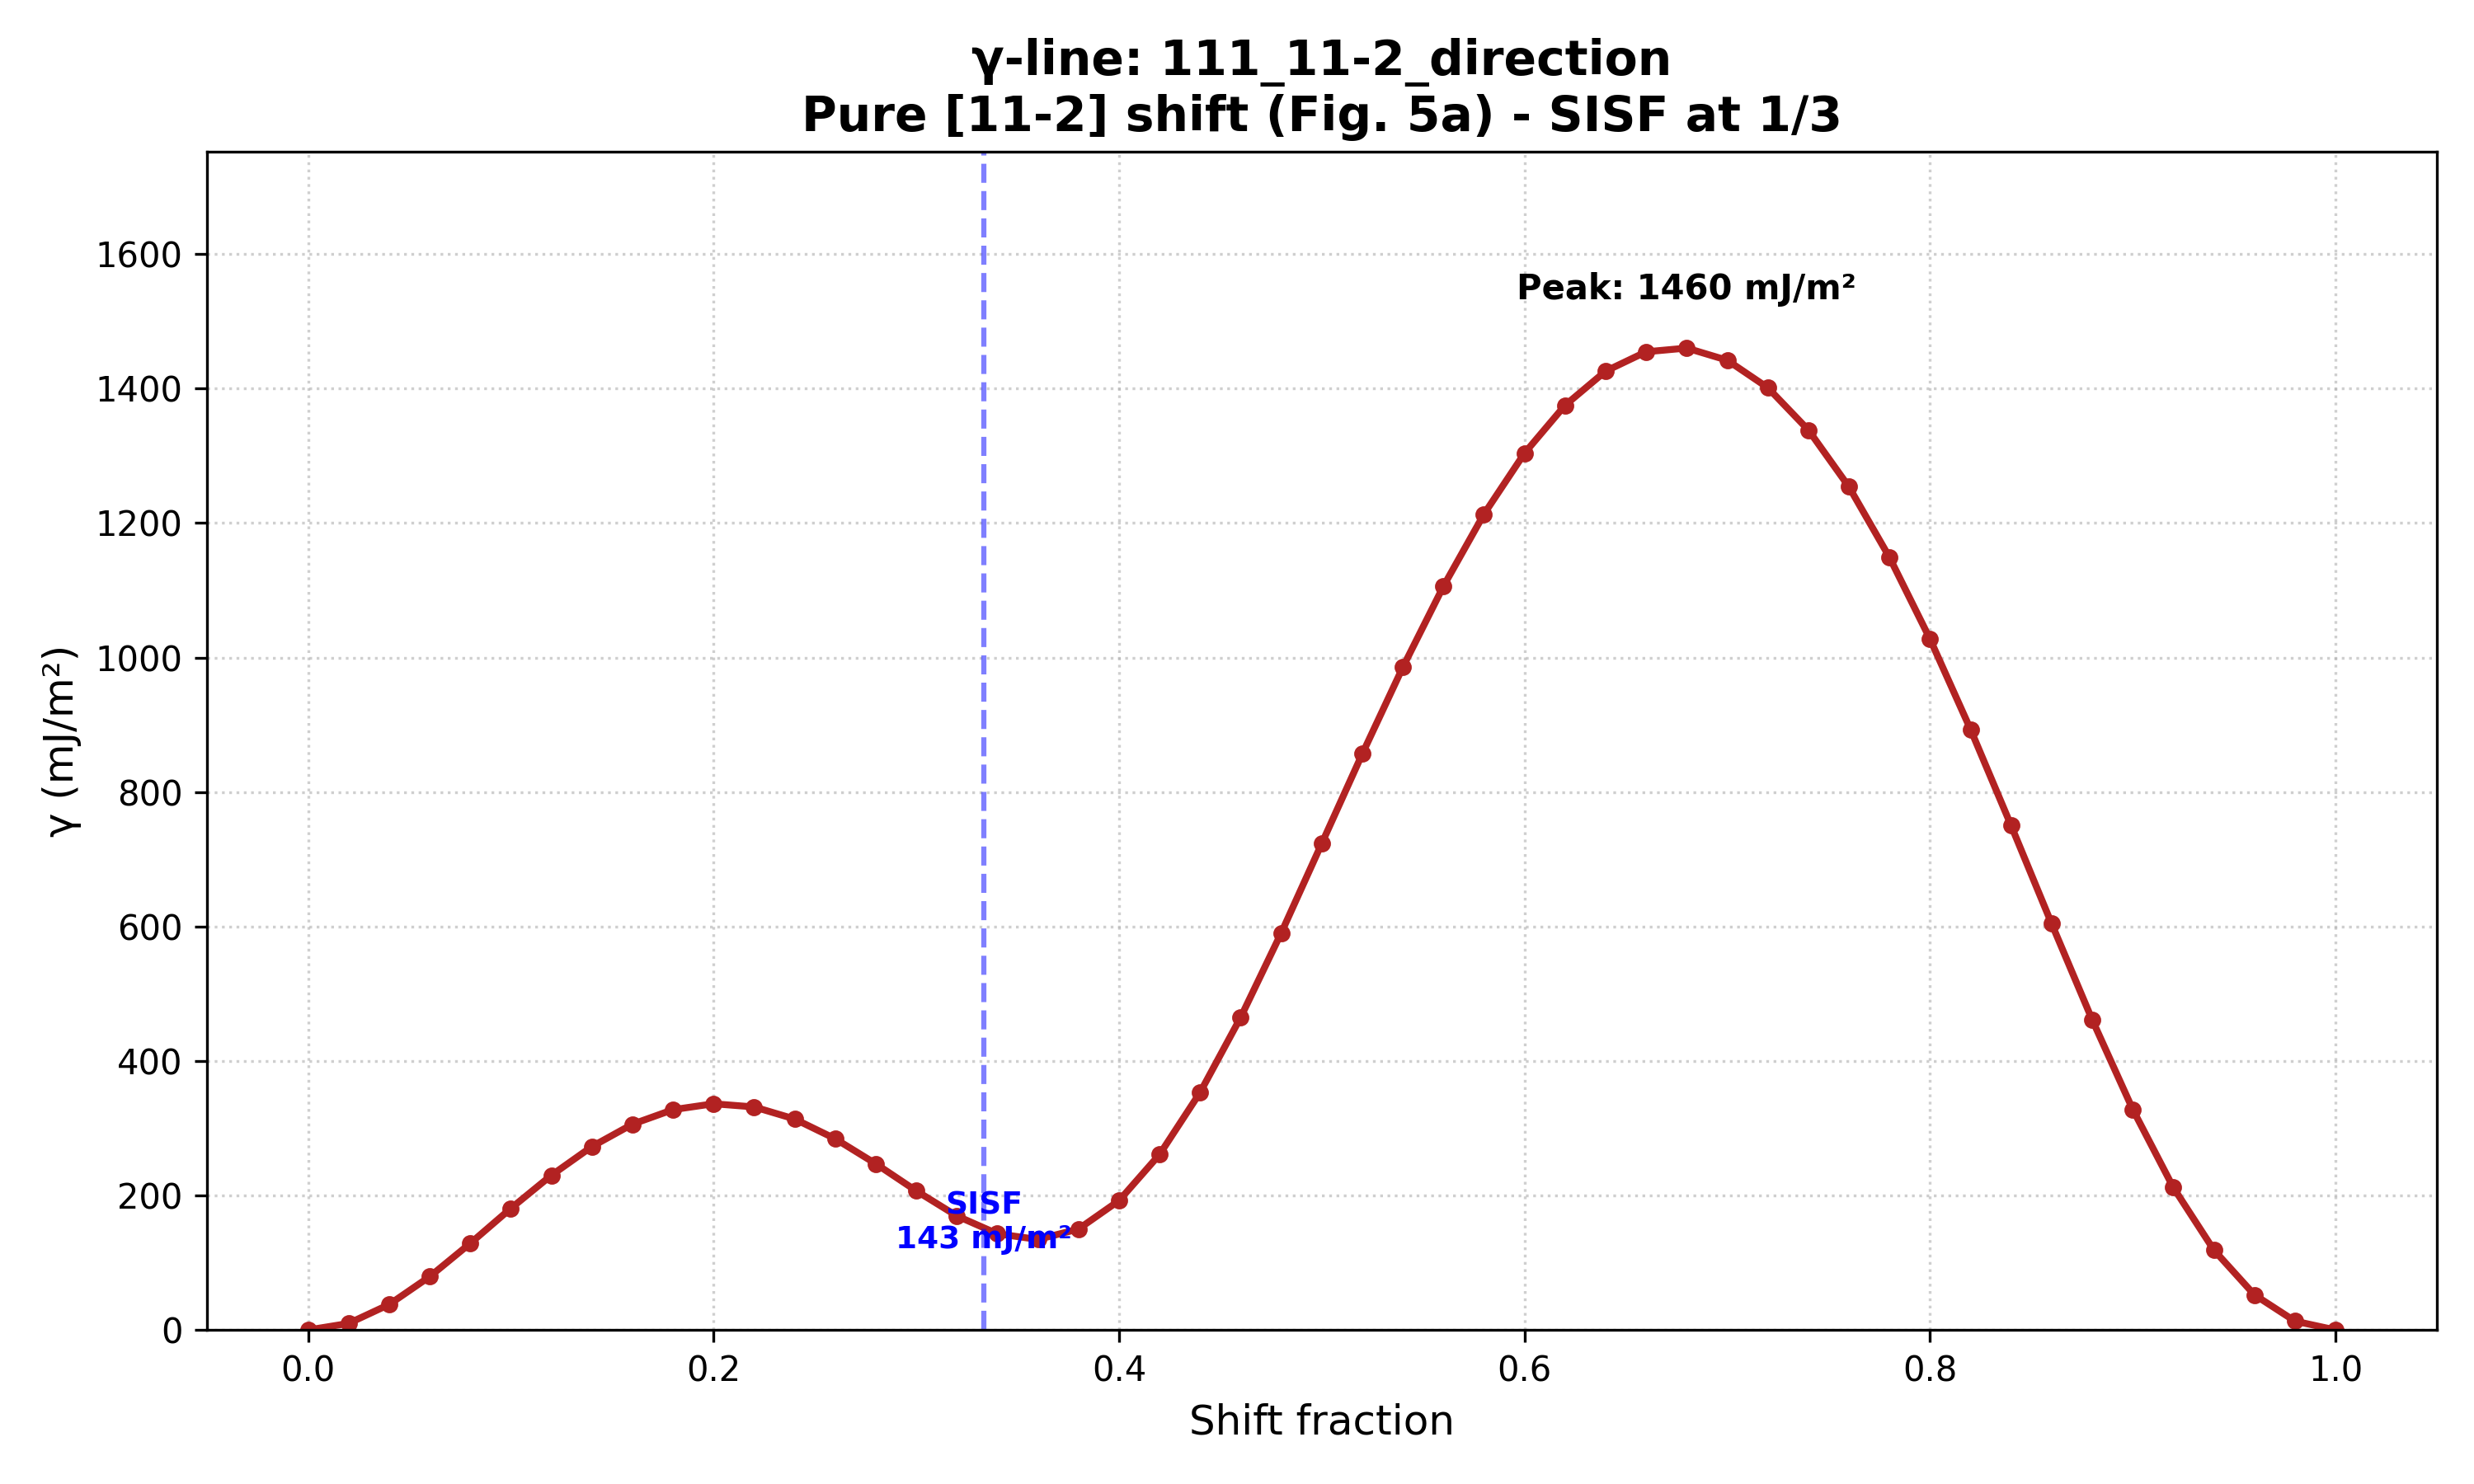 γ-line: 111_11-2_direction
Pure [11-2] shift (Fig. 5a) - SISF at 1/3
1600
1400
1200
1000
800
600
400
200
0
γ (mJ/m²)
Peak: 1460 mJ/m²
SISF
143 mJ/m²
0.0
0.2
0.4
0.6
0.8
1.0
Shift fraction